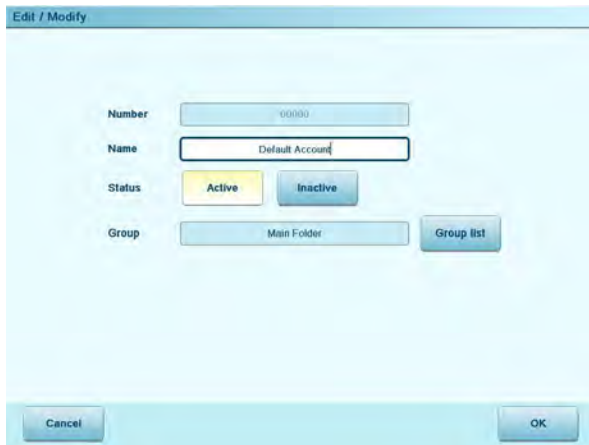 Edit / Modify
Number 00000
Name Default Account
Status Active Inactive
Group Main Folder Group list
Cancel OK